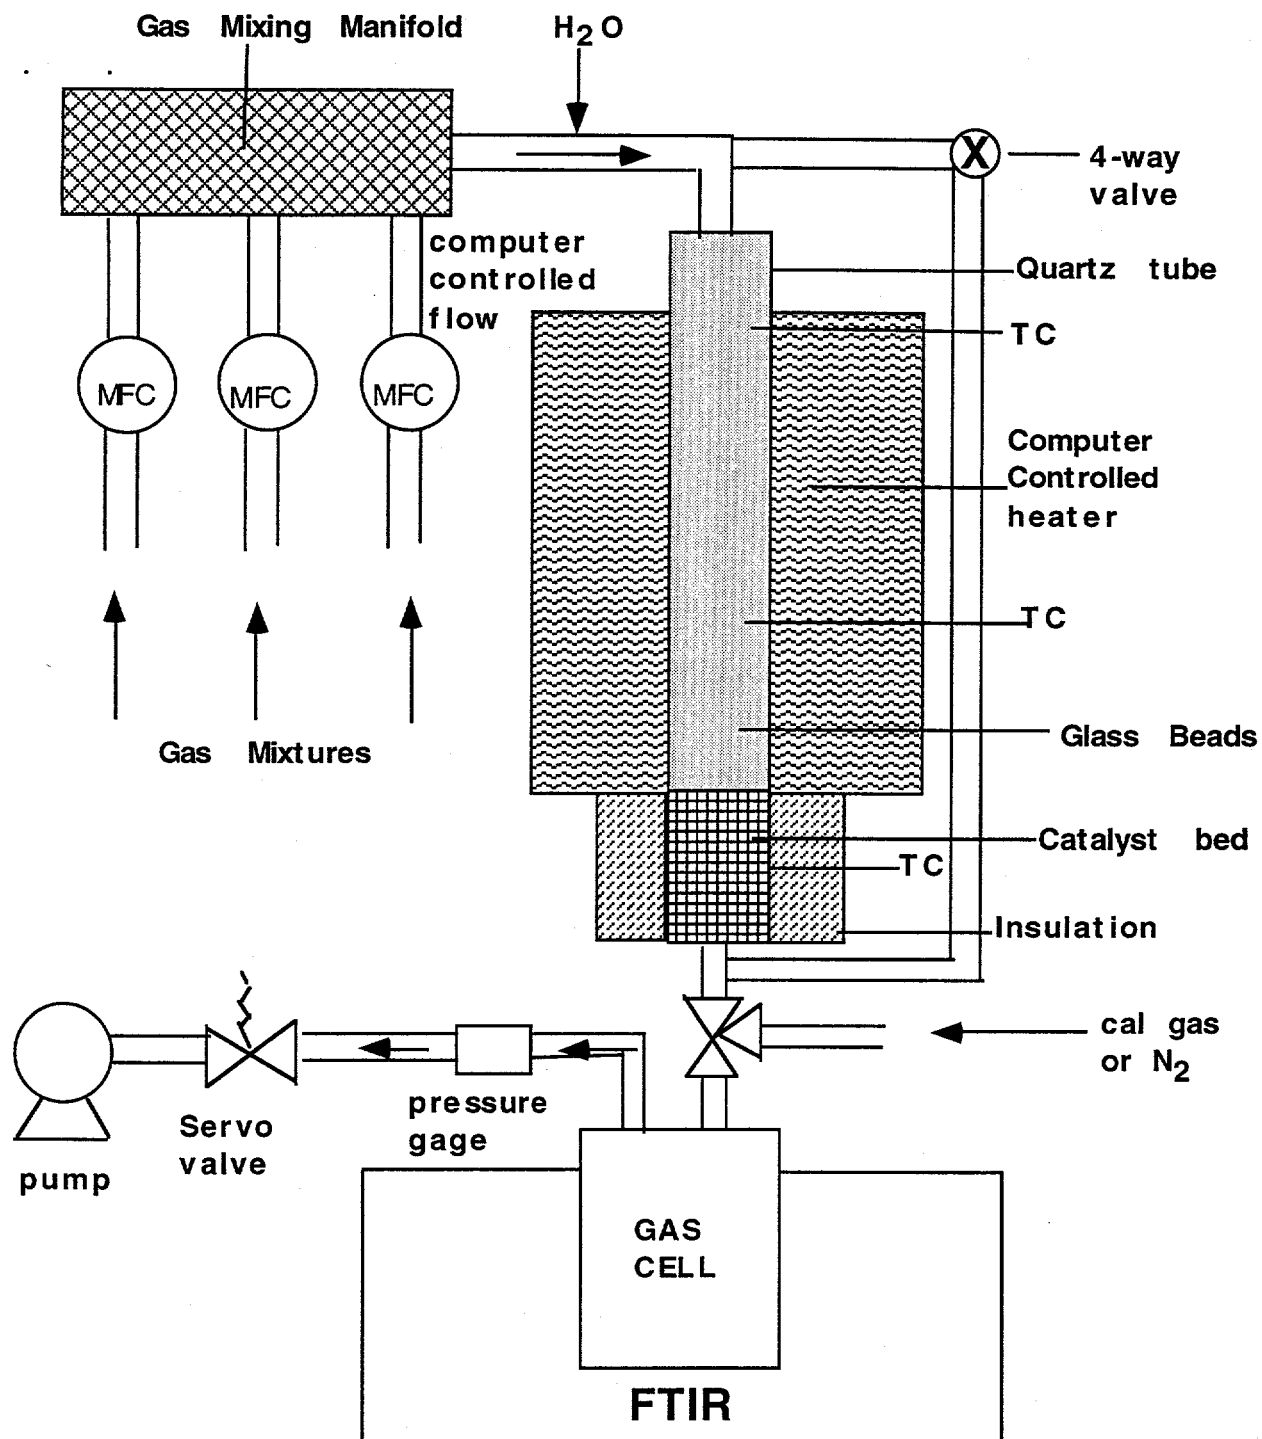 Gas Mixing Manifold
H2O
4-way
valve
computer
controlled
flow
Quartz tube
TC
MFC
MFC
MFC
Computer
Controlled
heater
TC
Gas Mixtures
Glass Beads
Catalyst bed
TC
Insulation
cal gas
or N2
pressure
gage
Servo
valve
pump
GAS
CELL
FTIR
X